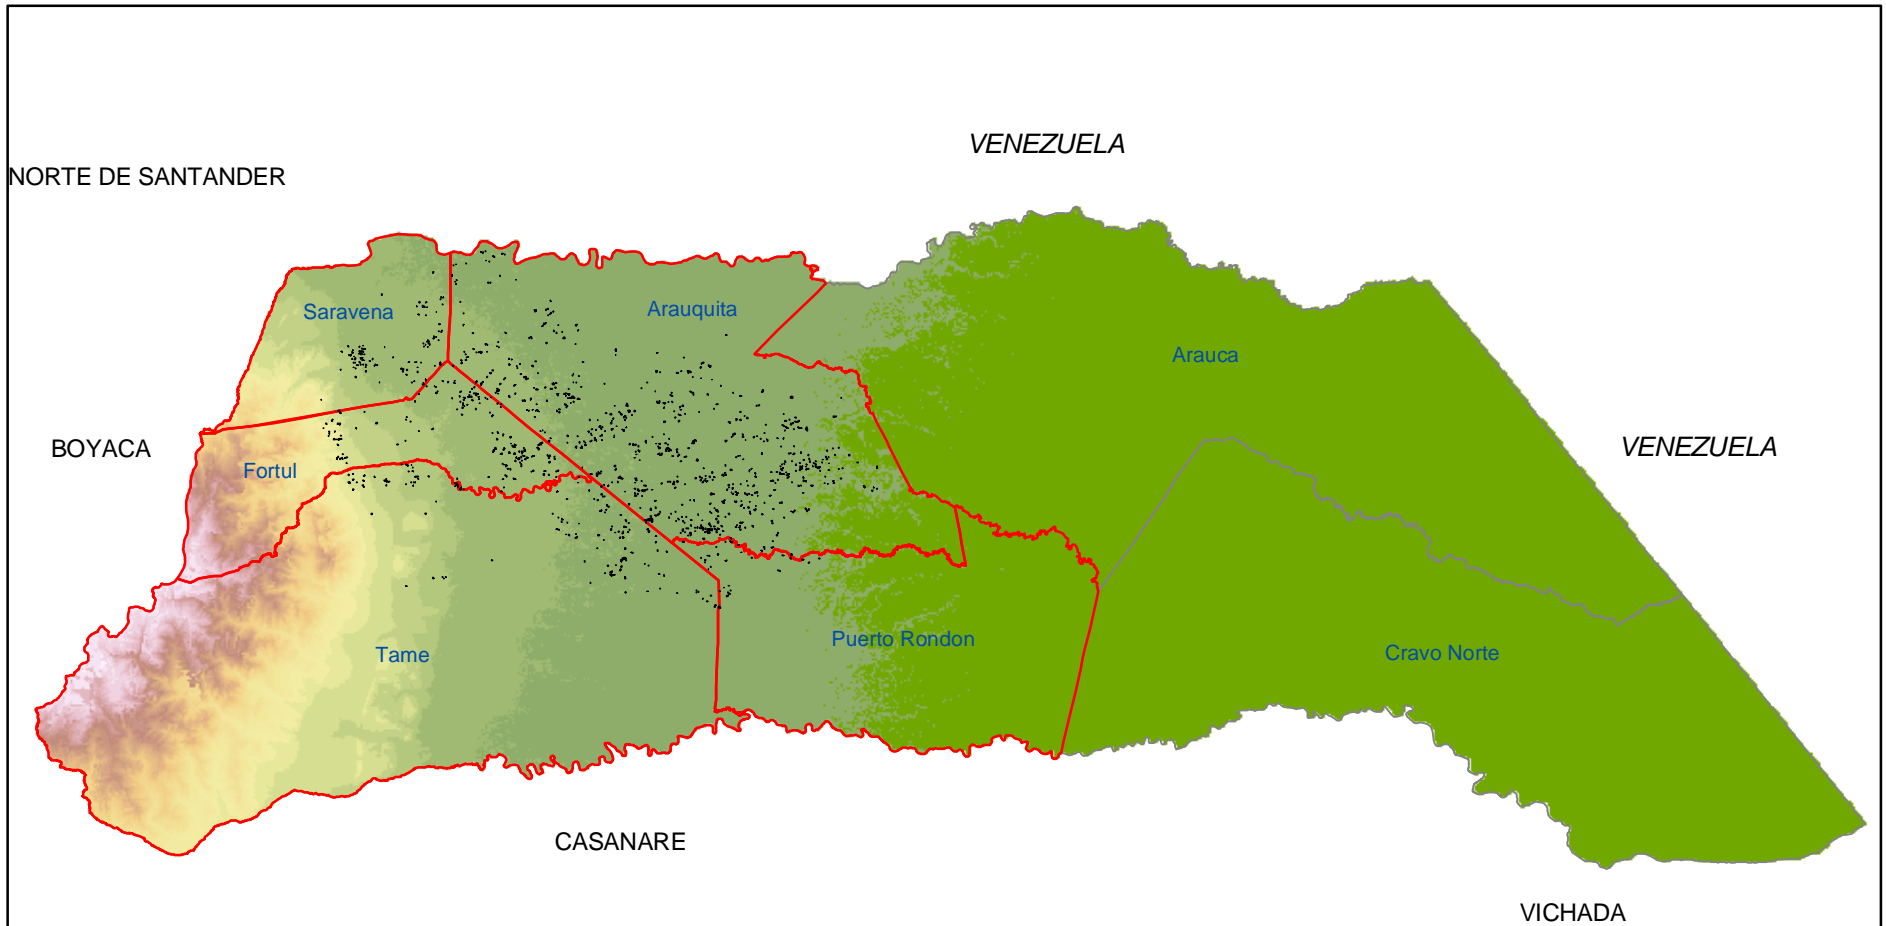 VENEZUELA
NORTE DE SANTANDER
Saravena
Arauquita
Arauca
BOYACA
VENEZUELA
Fortul
Puerto Rondon
Tame
Cravo Norte
CASANARE
VICHADA